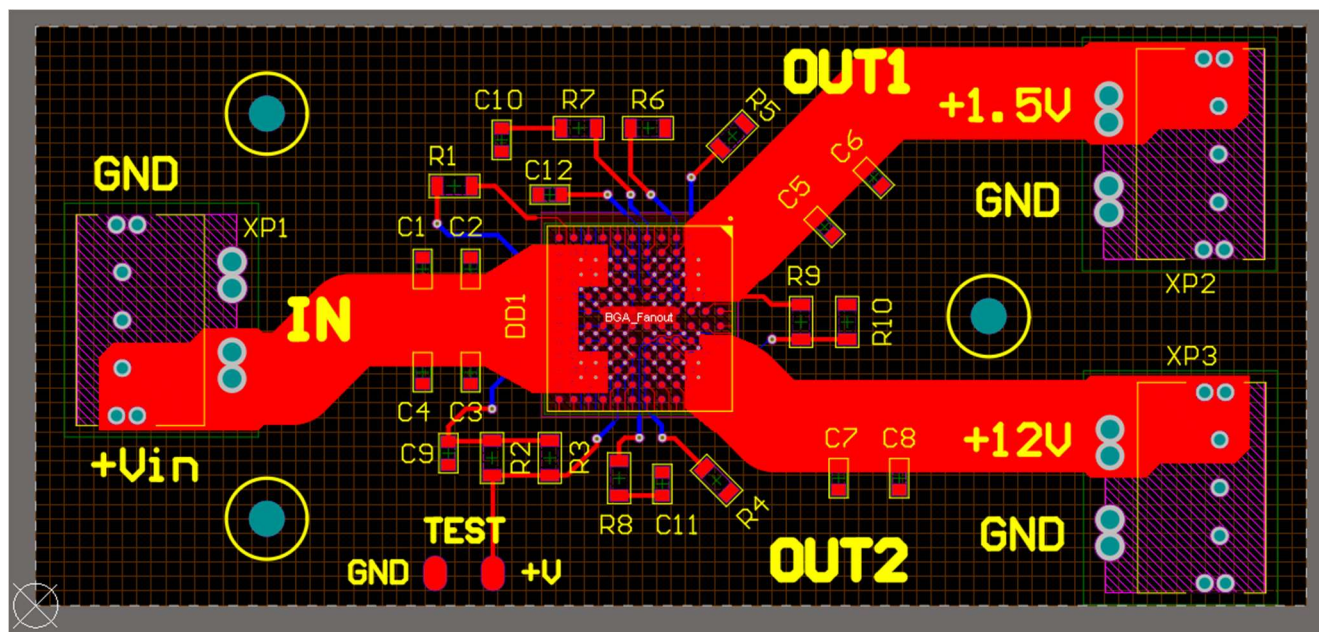 OUT1
+1.5V
C10
R7
R6
R5
C6
GND
R1
C12
C5
GND
XP1
C1
C2
XP2
R9
IN
DD1
BGA_Fanout
R10
XP3
C4
C3
+Vin
C9
R2
R3
R8
C11
R4
C7
C8
+12V
TEST
GND
+V
OUT2
GND